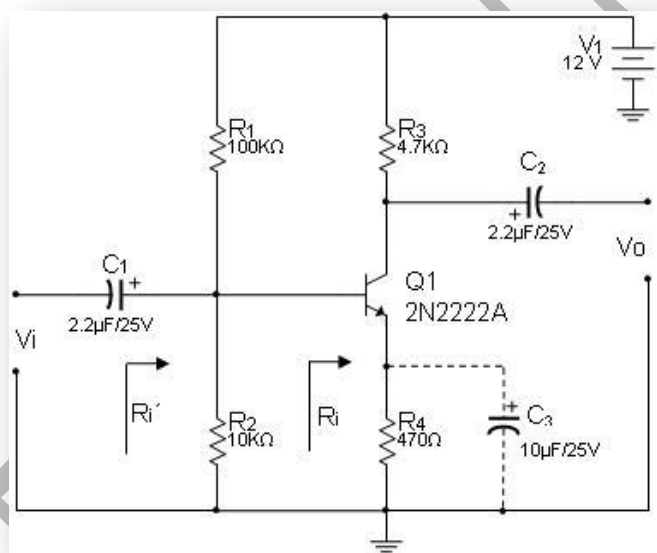 V1
12 V
R1
100KΩ
R3
4.7KΩ
C2
2.2µF/25V
+
Vo
C1
+
2.2µF/25V
Vi
Q1
2N2222A
Ri´
R2
10KΩ
Ri
R4
470Ω
+
C3
10µF/25V